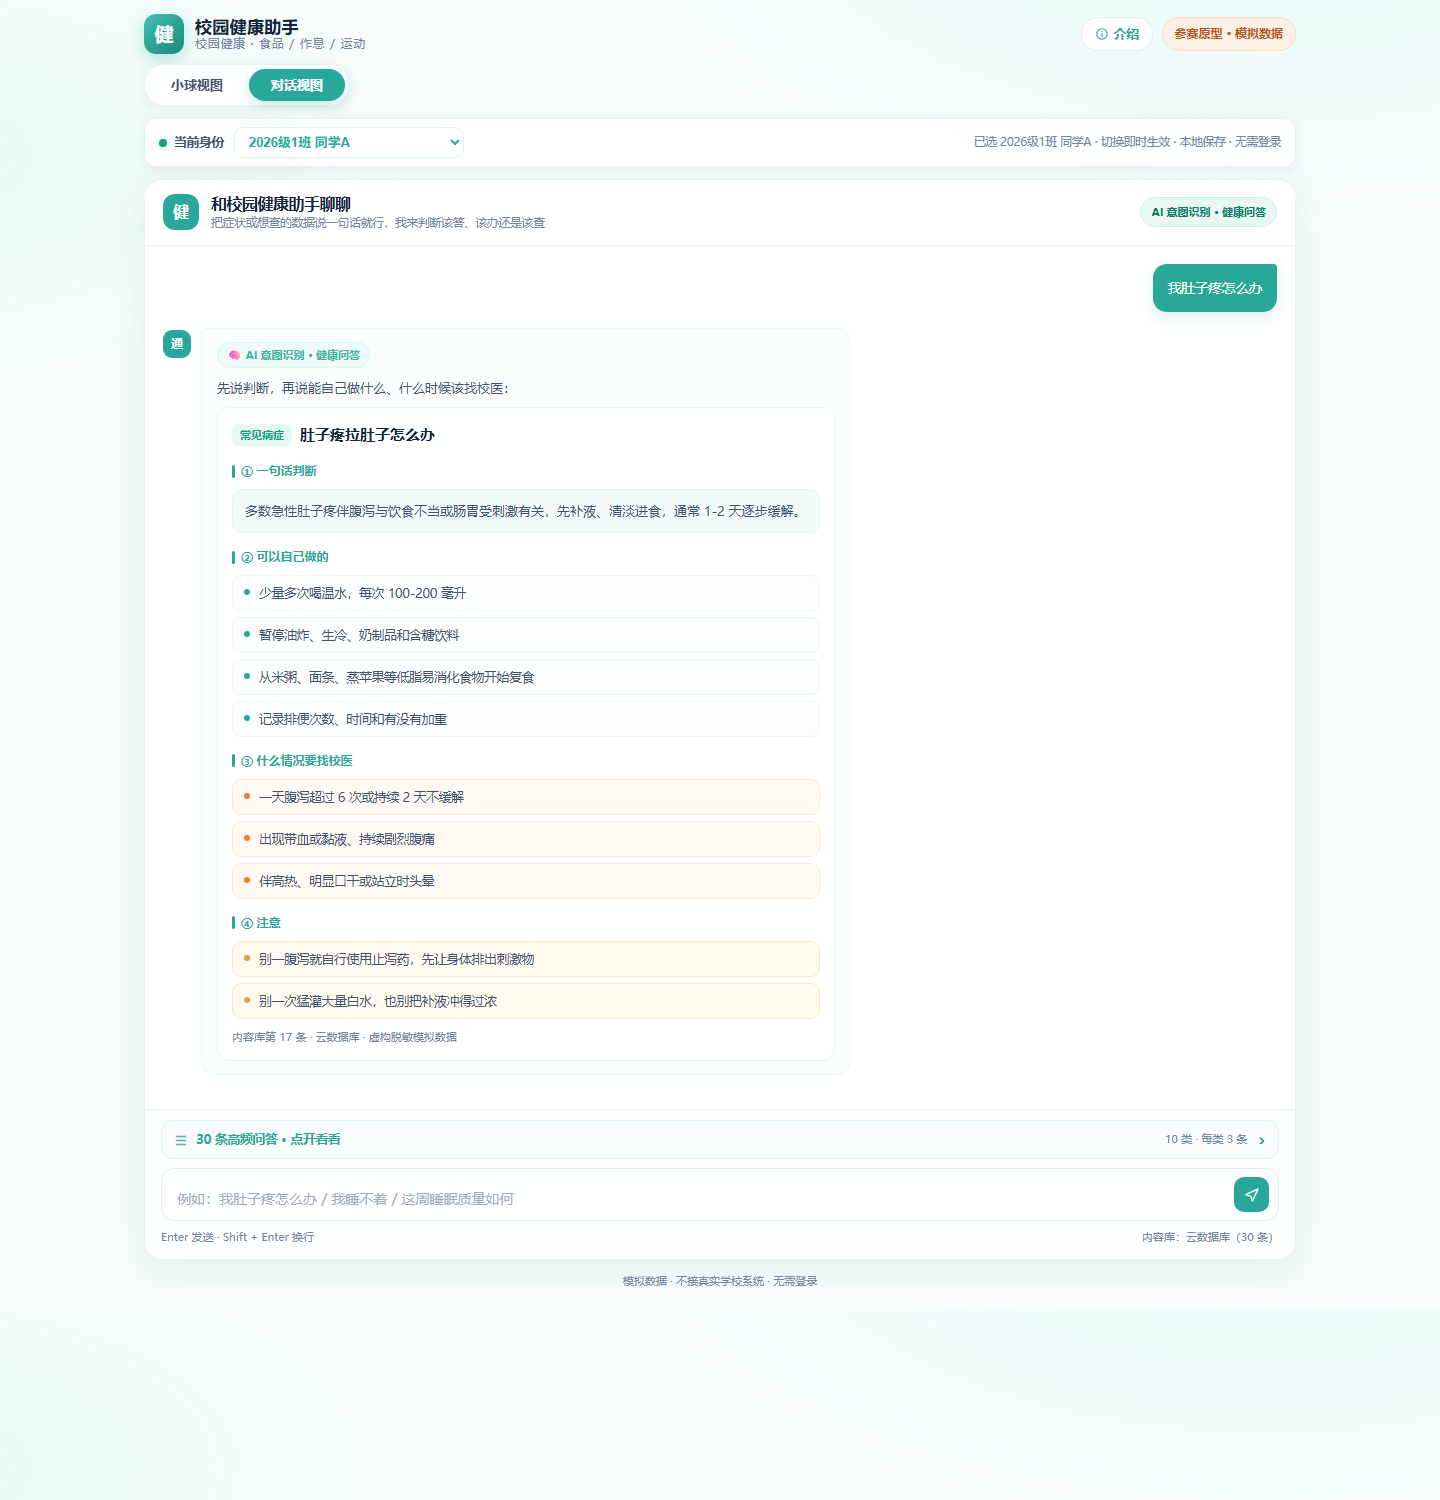 健
校园健康助手
校园健康 · 食品 / 作息 / 运动
介绍
参赛原型 • 模拟数据
小球视图
对话视图
当前身份
2026级1班 同学A
已选 2026级1班 同学A · 切换即时生效 · 本地保存 · 无需登录
健
和校园健康助手聊聊
把症状或想查的数据说一句话就行，我来判断该答、该办还是该查
AI 意图识别 • 健康问答
我肚子疼怎么办
通
AI 意图识别 • 健康问答
先说判断，再说能自己做什么、什么时候该找校医：
常见病症
肚子疼拉肚子怎么办
① 一句话判断
多数急性肚子疼伴腹泻与饮食不当或肠胃受刺激有关，先补液、清淡进食，通常 1-2 天逐步缓解。
② 可以自己做的
少量多次喝温水，每次 100-200 毫升
暂停油炸、生冷、奶制品和含糖饮料
从米粥、面条、蒸苹果等低脂易消化食物开始复食
记录排便次数、时间和有没有加重
③ 什么情况要找校医
一天腹泻超过 6 次或持续 2 天不缓解
出现带血或黏液、持续剧烈腹痛
伴高热、明显口干或站立时头晕
④ 注意
别一腹泻就自行使用止泻药，先让身体排出刺激物
别一次猛灌大量白水，也别把补液冲得过浓
内容库第 17 条 · 云数据库 · 虚构脱敏模拟数据
30 条高频问答 • 点开看看
10 类 · 每类 3 条
例如：我肚子疼怎么办 / 我睡不着 / 这周睡眠质量如何
Enter 发送 · Shift + Enter 换行
内容库：云数据库（30 条）
模拟数据 · 不接真实学校系统 · 无需登录